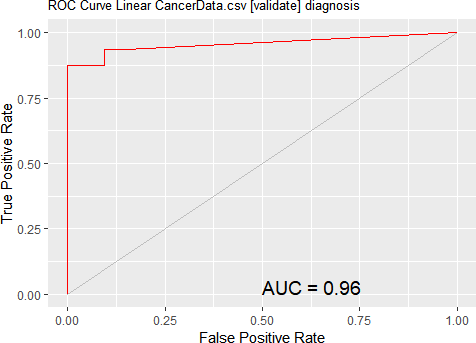 ROC Curve Linear CancerData.csv [validate] diagnosis
1.00
0.75
0.50
0.25
0.00
True Positive Rate
AUC = 0.96
0.00 0.25 0.50 0.75 1.00
False Positive Rate